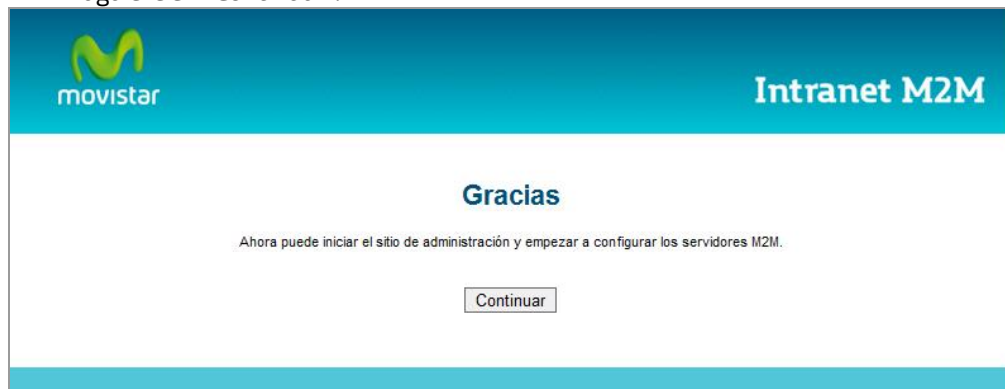 movistar
Intranet M2M
Gracias
Ahora puede iniciar el sitio de administración y empezar a configurar los servidores M2M.
Continuar